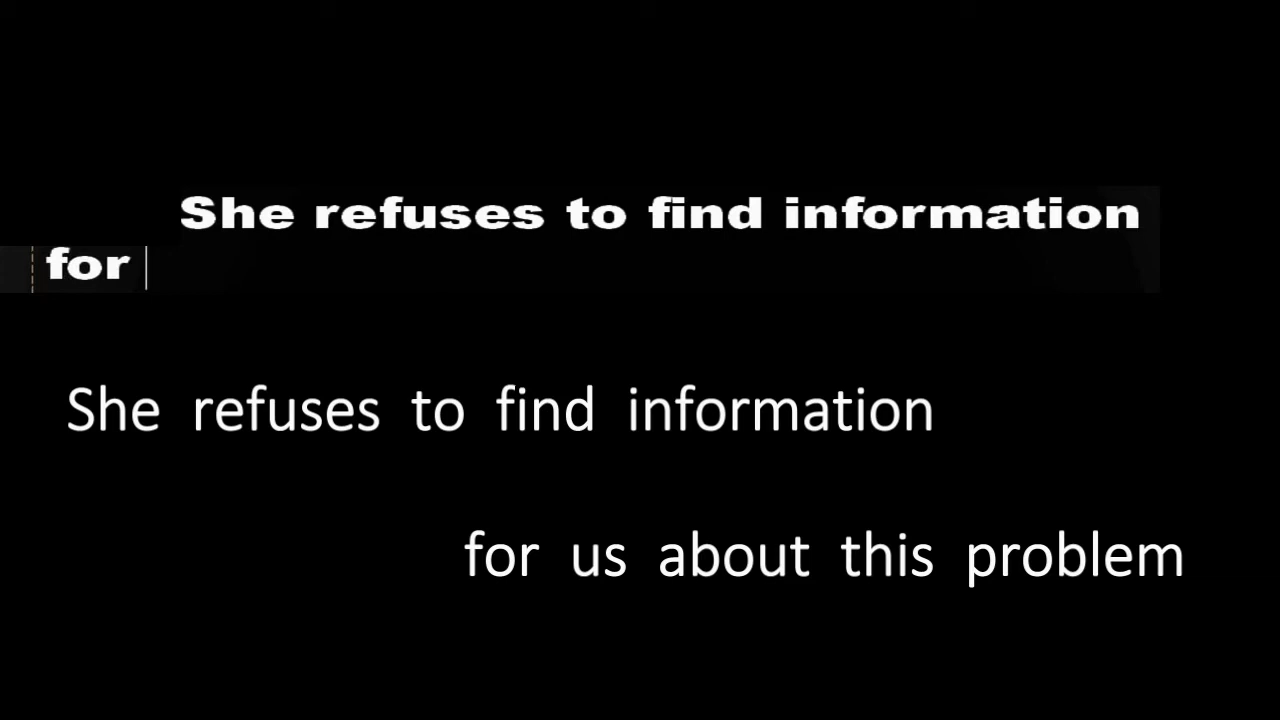 She refuses to find information
for
She refuses to find information
for us about this problem